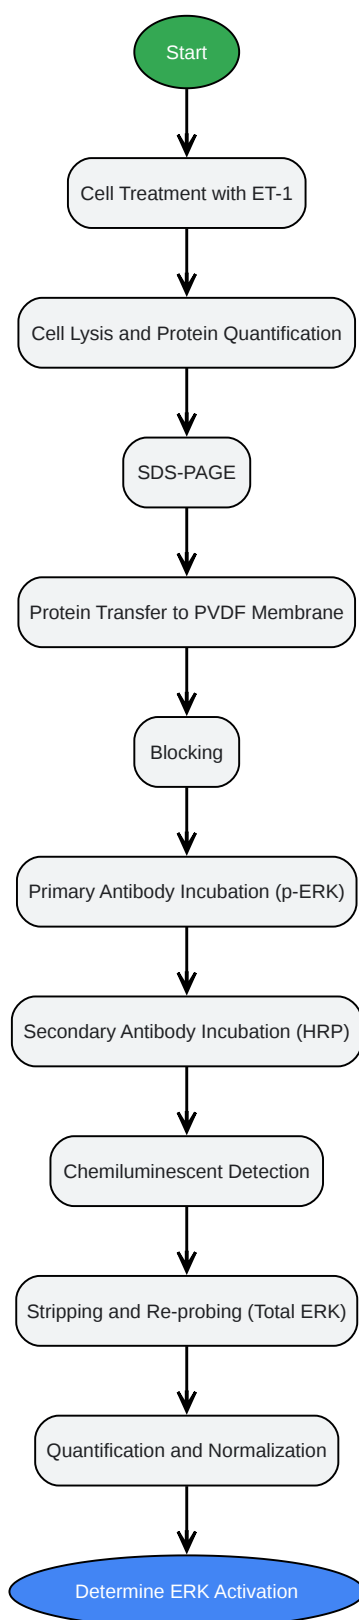 Start
Cell Treatment with ET-1
Cell Lysis and Protein Quantification
SDS-PAGE
Protein Transfer to PVDF Membrane
Blocking
Primary Antibody Incubation (p-ERK)
Secondary Antibody Incubation (HRP)
Chemiluminescent Detection
Stripping and Re-probing (Total ERK)
Quantification and Normalization
Determine ERK Activation